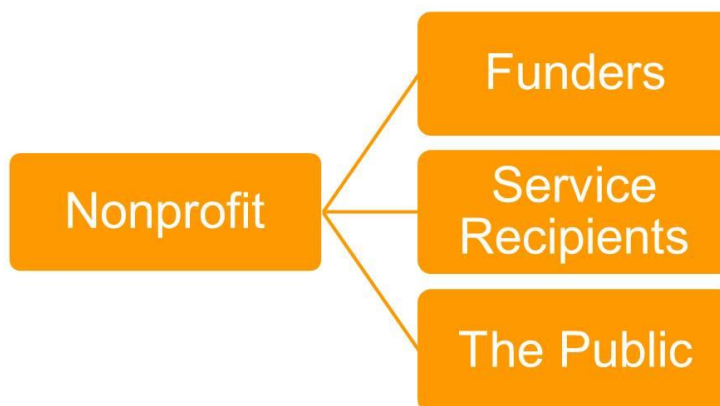 Nonprofit
Funders
Service
Recipients
The Public